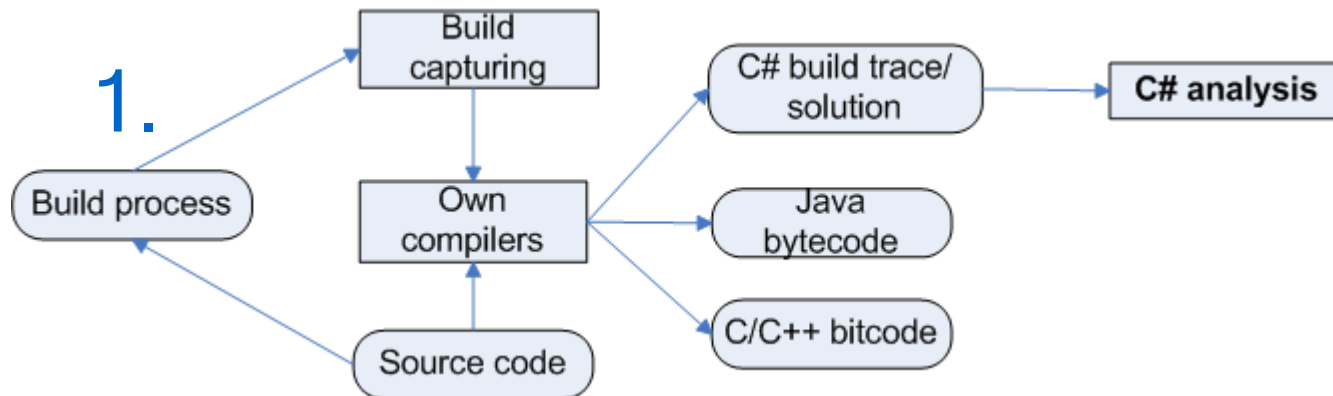 1.
Build process
Build
capturing
Own
compilers
Source code
C# build trace/
solution
Java
bytecode
C/C++ bitcode
C# analysis